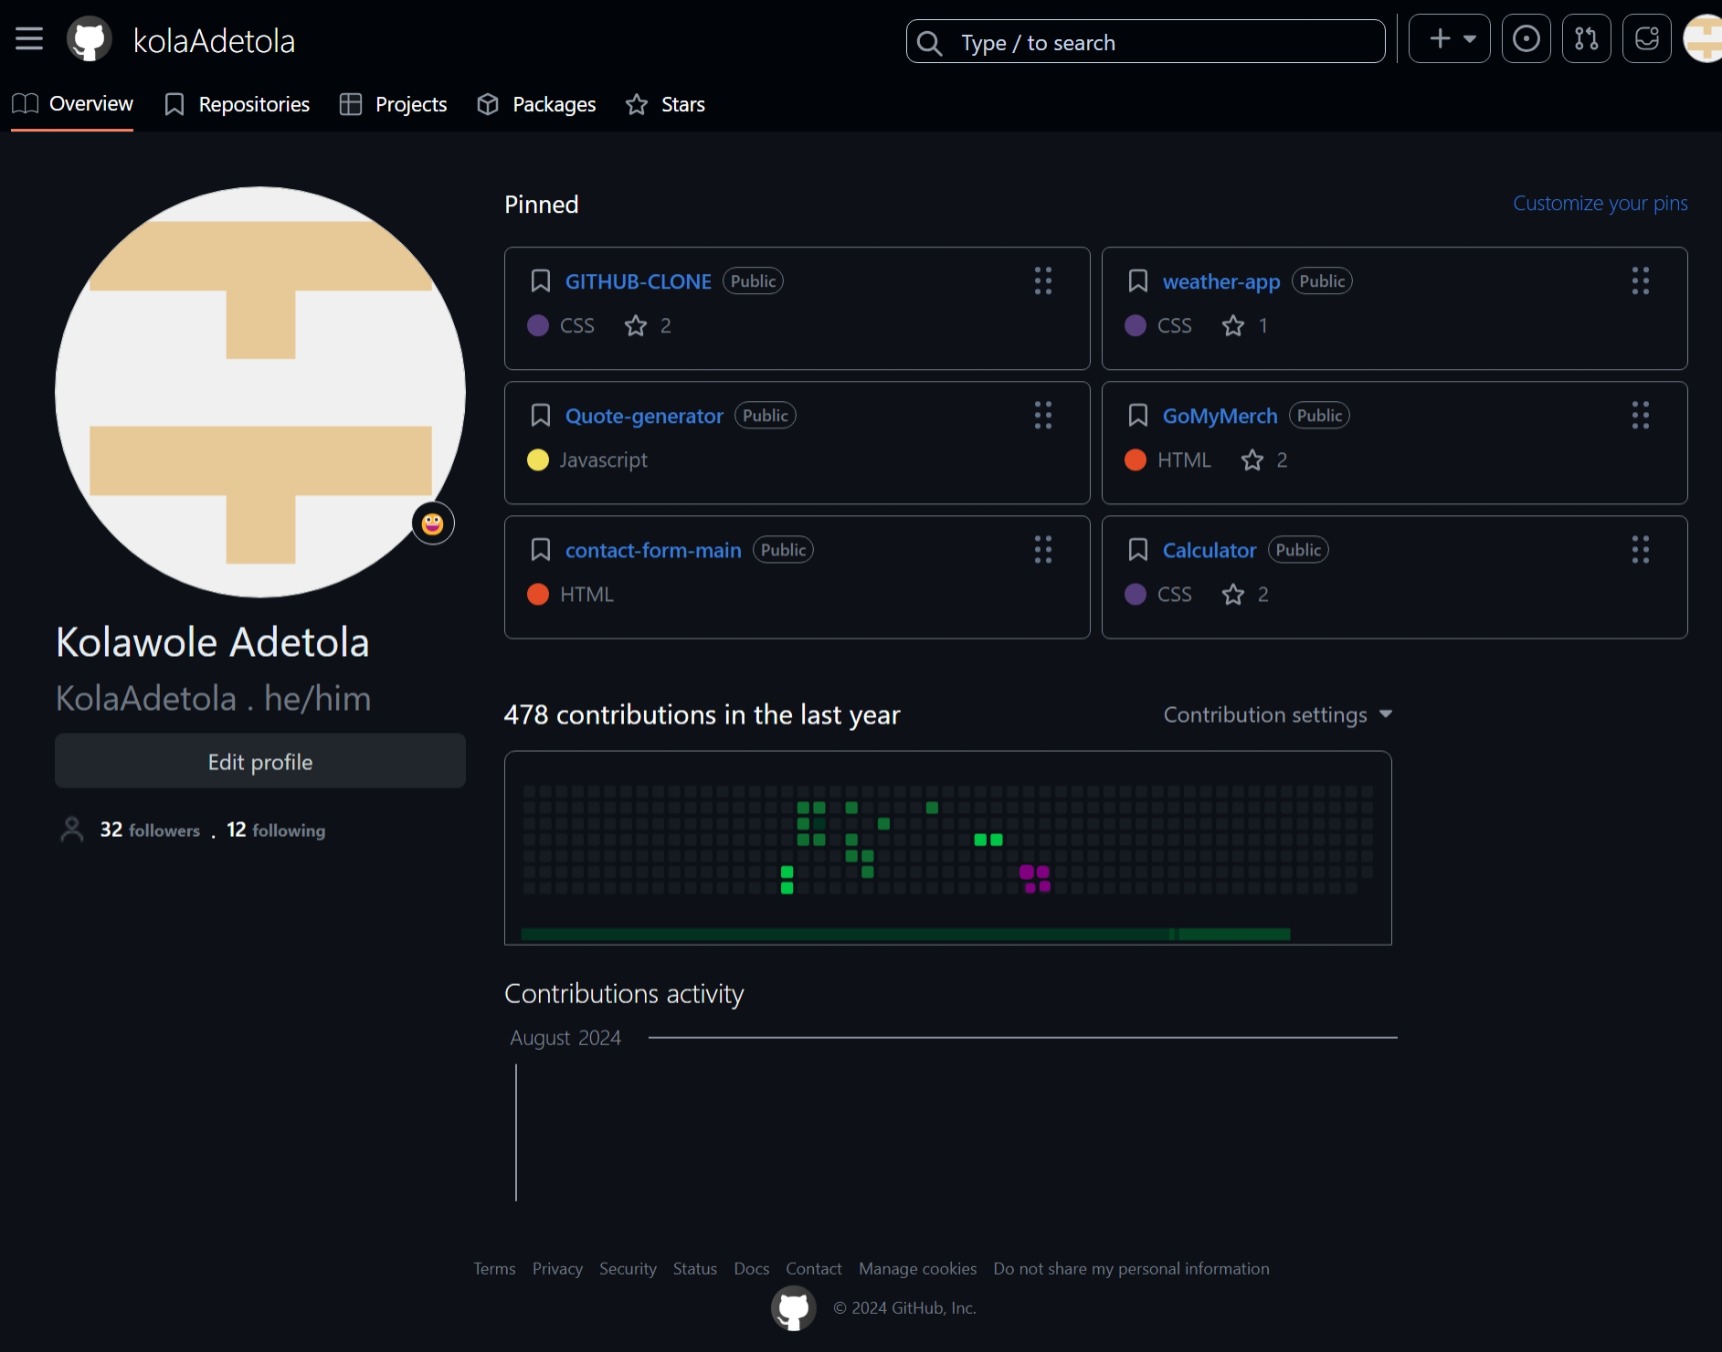 kolaAdetola
Type / to search
Overview Repositories Projects Packages Stars
Pinned
Customize your pins
GITHUB-CLONE Public
CSS 2
weather-app Public
CSS 1
Quote-generator Public
Javascript
GoMyMerch Public
HTML 2
contact-form-main Public
HTML
Calculator Public
CSS 2
Kolawole Adetola
KolaAdetola . he/him
Edit profile
32 followers . 12 following
478 contributions in the last year
Contribution settings
Contributions activity
August 2024
Terms Privacy Security Status Docs Contact Manage cookies Do not share my personal information
© 2024 GitHub, Inc.